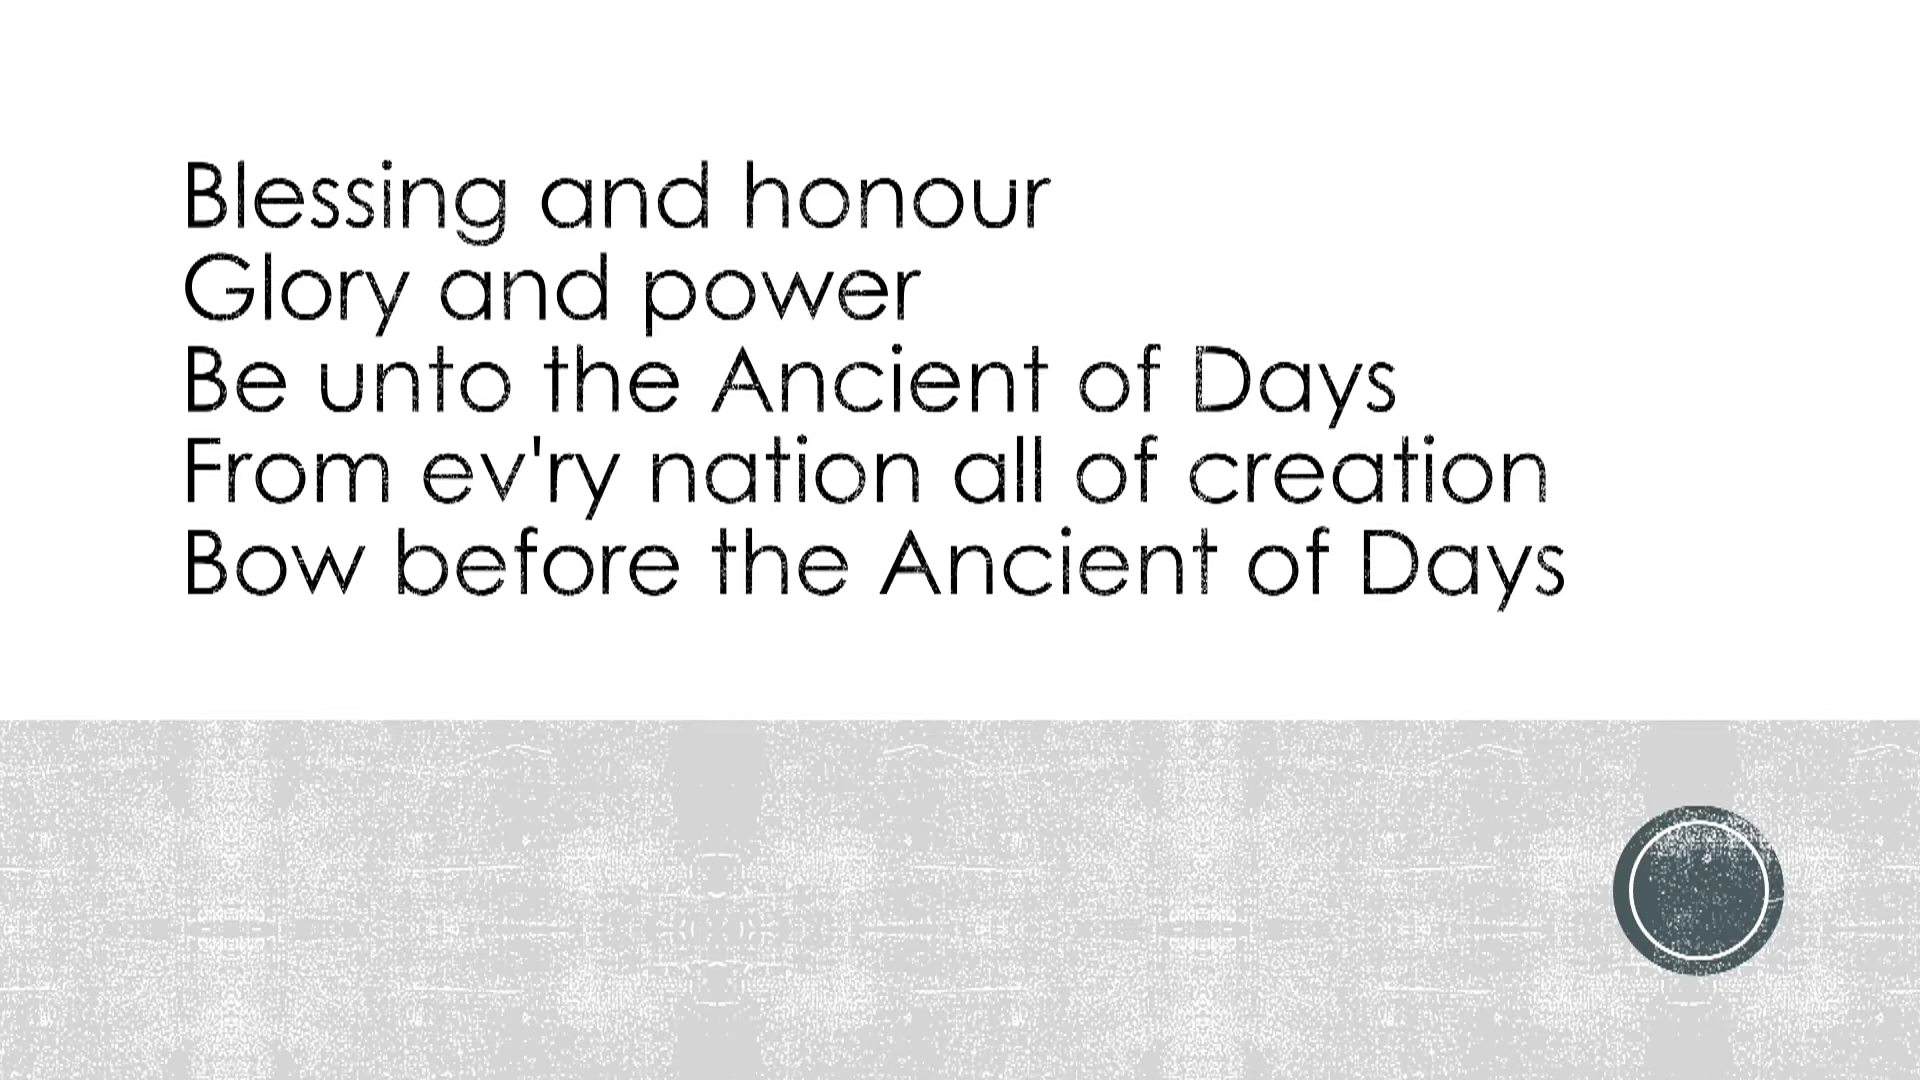 Blessing and honour
Glory and power
Be unto the Ancient of Days
From ev'ry nation all of creation
Bow before the Ancient of Days